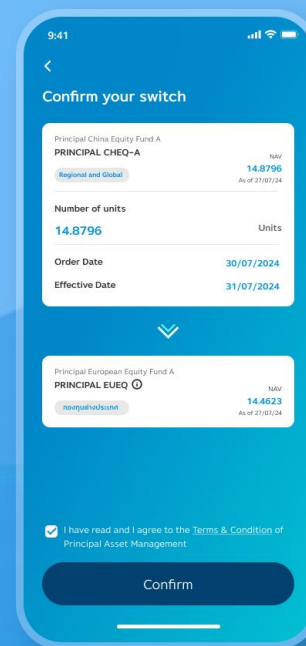 9:41
Confirm your switch
Principal China Equity Fund A
PRINCIPAL CHEQ-A
NAV
Regional and Global
14.8796
As of 27/07/24
Number of units
14.8796 Units
Order Date 30/07/2024
Effective Date 31/07/2024
Principal European Equity Fund A
PRINCIPAL EUEQ
NAV
กองทุนต่างประเทศ
14.4623
As of 27/07/24
I have read and I agree to the Terms & Condition of
Principal Asset Management
Confirm